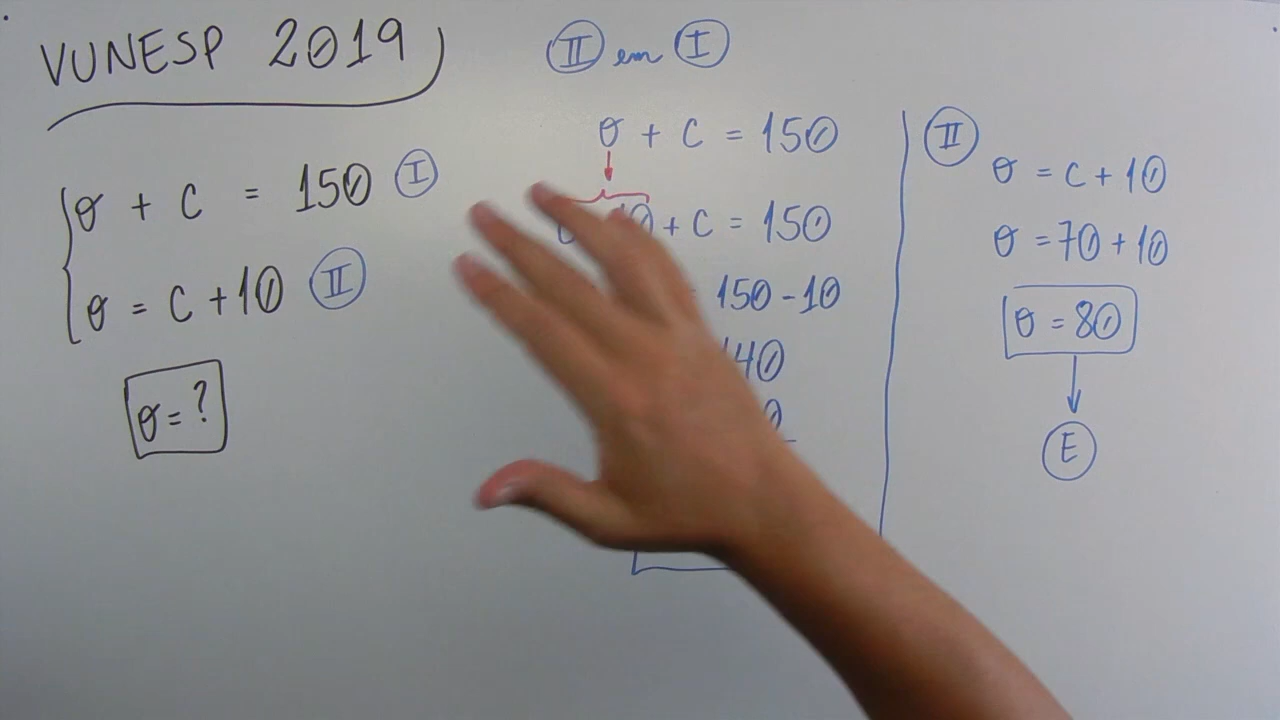 VUNESP 2019
σ + C = 150 I
σ = C + 10 II
σ = ?
II em I
σ + C = 150
+ C = 150
150 - 10
II
σ = C + 10
σ = 70 + 10
σ = 80
E